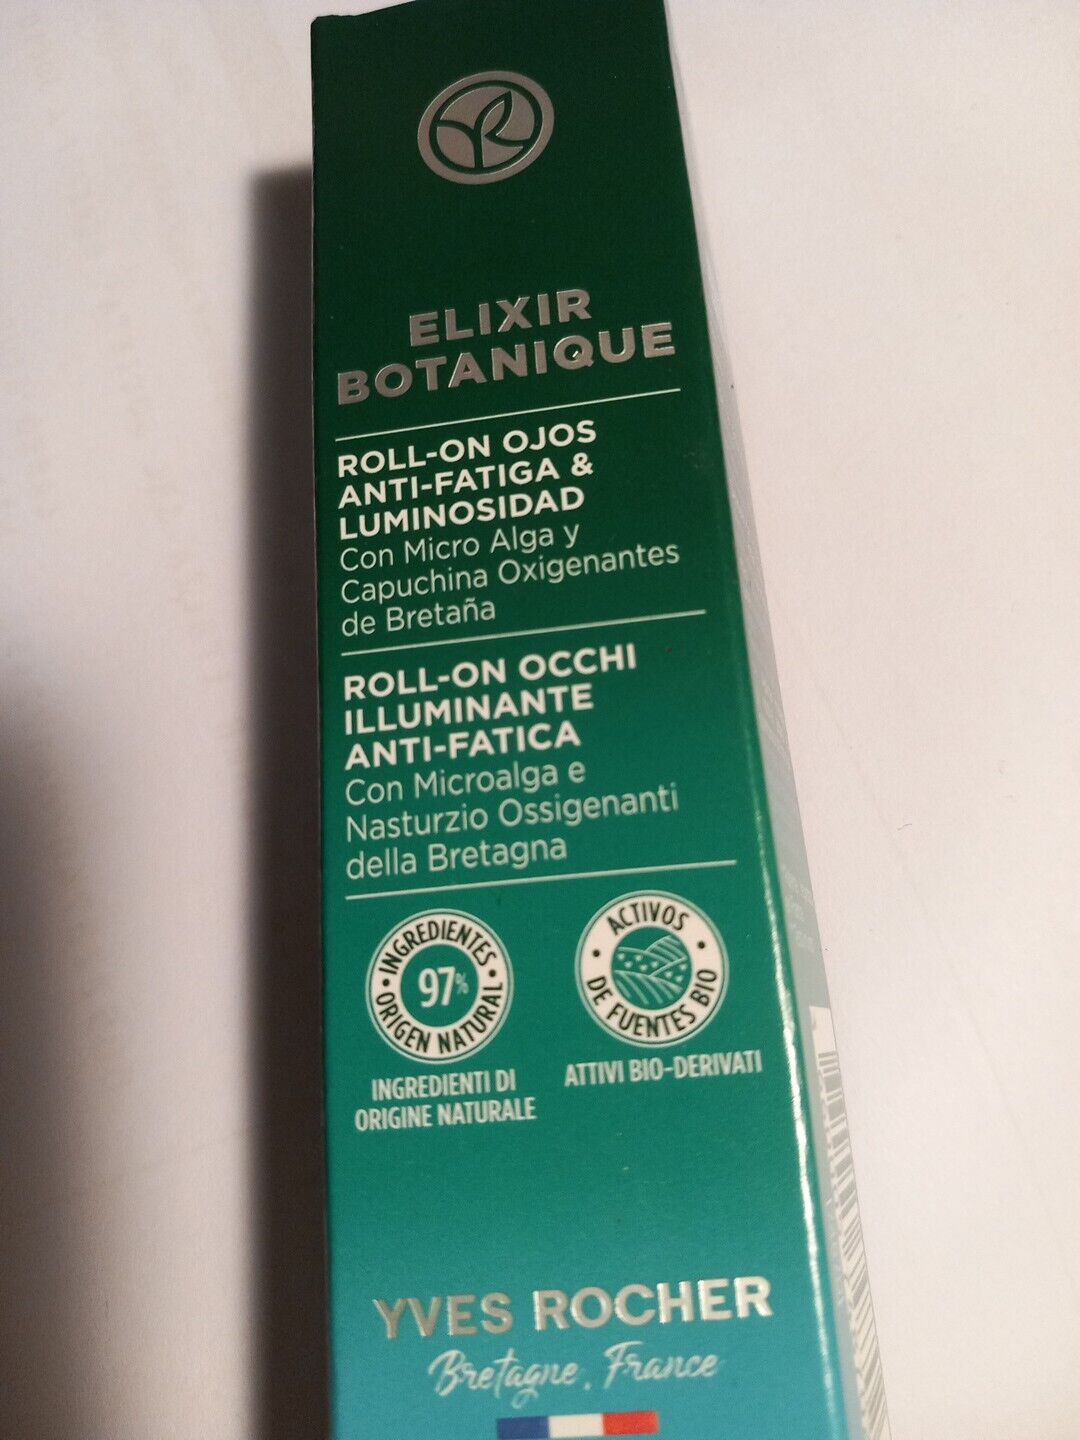 ELIXIR
BOTANIQUE
ROLL-ON OJOS
ANTI-FATIGA &
LUMINOSIDAD
Con Micro Alga y
Capuchina Oxigenantes
de Bretaña
ROLL-ON OCCHI
ILLUMINANTE
ANTI-FATICA
Con Microalga e
Nasturzio Ossigenanti
della Bretagna
• INGREDIENTES •
ORIGEN NATURAL
97%
INGREDIENTI DI
ORIGINE NATURALE
• ACTIVOS •
DE FUENTES BIO
ATTIVI BIO-DERIVATI
YVES ROCHER
Bretagne, France